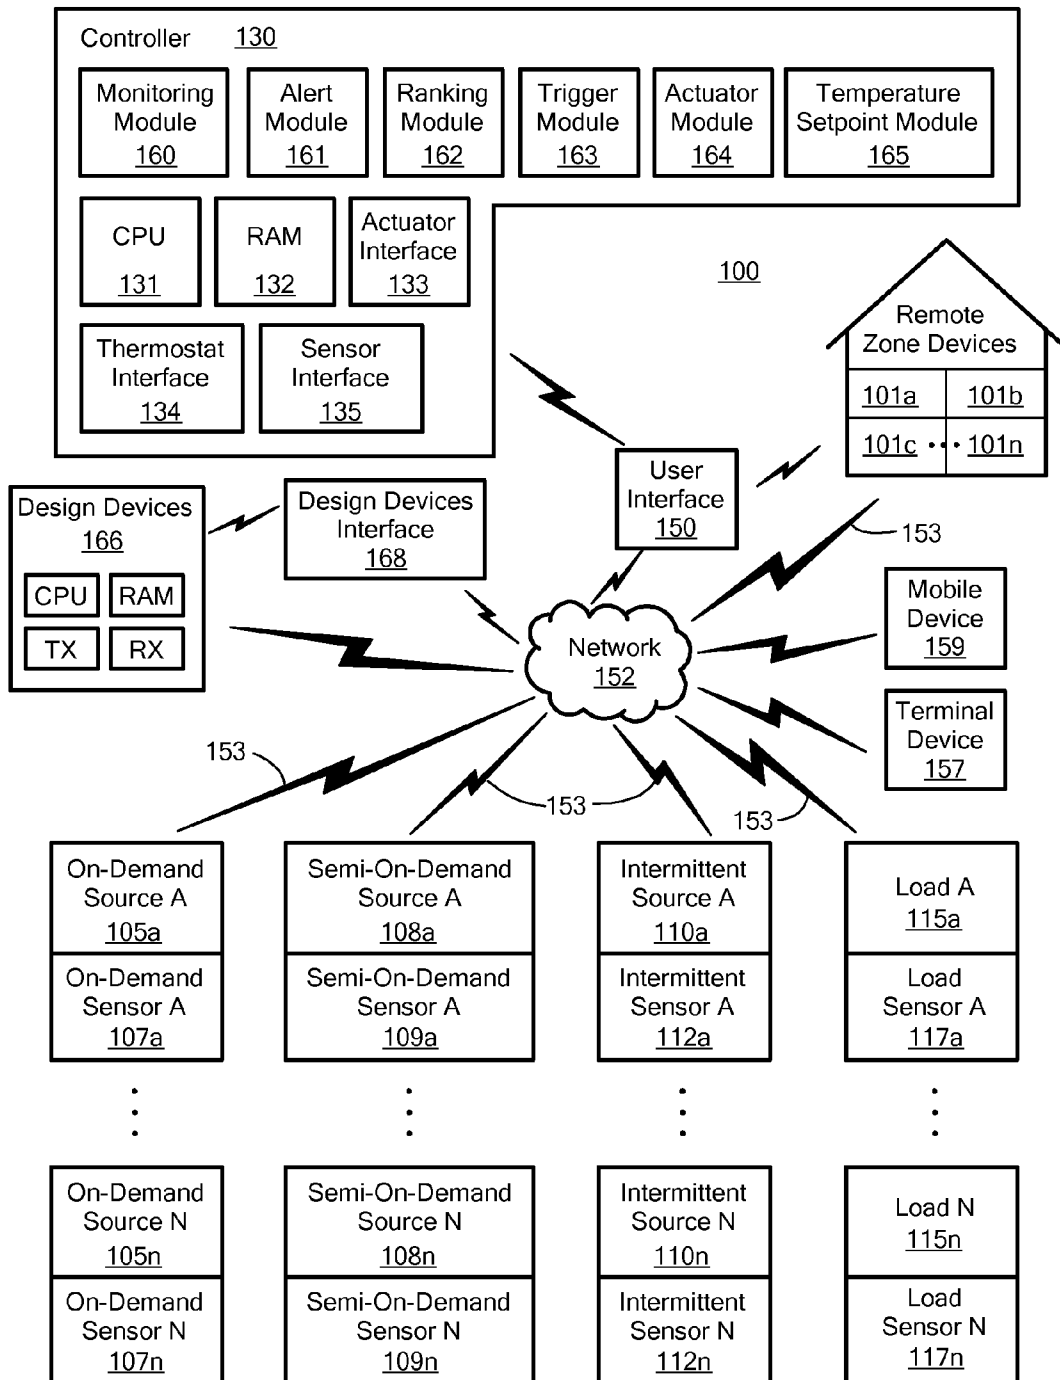 Controller 130
Monitoring Module 160
Alert Module 161
Ranking Module 162
Trigger Module 163
Actuator Module 164
Temperature Setpoint Module 165
CPU 131
RAM 132
Actuator Interface 133
Thermostat Interface 134
Sensor Interface 135
100
Remote Zone Devices
101a 101b
101c ••• 101n
User Interface 150
Design Devices 166
CPU RAM
TX RX
Design Devices Interface 168
153
Network 152
Mobile Device 159
Terminal Device 157
153
153
153
On-Demand Source A 105a
Semi-On-Demand Source A 108a
Intermittent Source A 110a
Load A 115a
On-Demand Sensor A 107a
Semi-On-Demand Sensor A 109a
Intermittent Sensor A 112a
Load Sensor A 117a
On-Demand Source N 105n
Semi-On-Demand Source N 108n
Intermittent Source N 110n
Load N 115n
On-Demand Sensor N 107n
Semi-On-Demand Sensor N 109n
Intermittent Sensor N 112n
Load Sensor N 117n